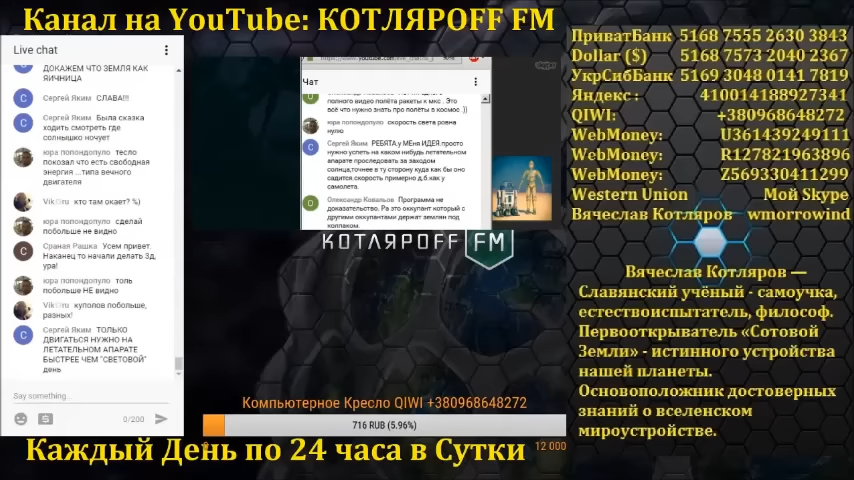 Канал на YouTube: КОТЛЯРОFF FM
Live chat
ДОКАЖЕМ ЧТО ЗЕМЛЯ КАК
ЯИЧНИЦА
Сергей Яким СЛАВА!!!
Сергей Яким Была сказка
ходить смотреть где
солнышко ночует
юра попондопуло тесло
покозал что есть свободная
энергия ...типа вечного
двигателя
кто там окает? %)
юра попондопуло сделай
побольше не видно
Сраная Рашка Усем привет.
Наканец то начали делать 3д,
ура!
юра попондопуло толь
побольше НЕ видно
куполов побольше,
разных!
Сергей Яким ТОЛЬКО
ДВИГАТЬСЯ НУЖНО НА
ЛЕТАТЕЛЬНОМ АПАРАТЕ
БЫСТРЕЕ ЧЕМ "СВЕТОВОЙ"
день
Say something...
0/200
Чат
полного видео полёта ракеты к мкс . Это
всё что нужно знать про полёты в космос .))
юра попондопуло скорость света ровна
нулю
Сергей Яким РЕБЯТА.у МЕня ИДЕЯ.просто
нужно успеть на каком нибудь летательном
апарате проследовать за заходом
солнца,точнее в ту сторону куда как бы оно
садится.скорость примерно д.б.как у
самолета.
Олександр Ковальов Программа не
доказательство. Ра это оккупант который с
другими оккупантами держат землян под
колпаком.
skype
КОТЛЯРОFF FM
Компьютерное Кресло QIWI +380968648272
716 RUB (5.96%)
0
12 000
Каждый День по 24 часа в Сутки
ПриватБанк 5168 7555 2630 3843
Dollar ($) 5168 7573 2040 2367
УкрСибБанк 5169 3048 0141 7819
Яндекс : 410014188927341
QIWI: +380968648272
WebMoney: U361439249111
WebMoney: R127821963896
WebMoney: Z569330411299
Western Union Мой Skype
Вячеслав Котляров wmorrowind
Вячеслав Котляров —
Славянский учёный - самоучка,
естествоиспытатель, философ.
Первооткрыватель «Сотовой
Земли» - истинного устройства
нашей планеты.
Основоположник достоверных
знаний о вселенском
мироустройстве.